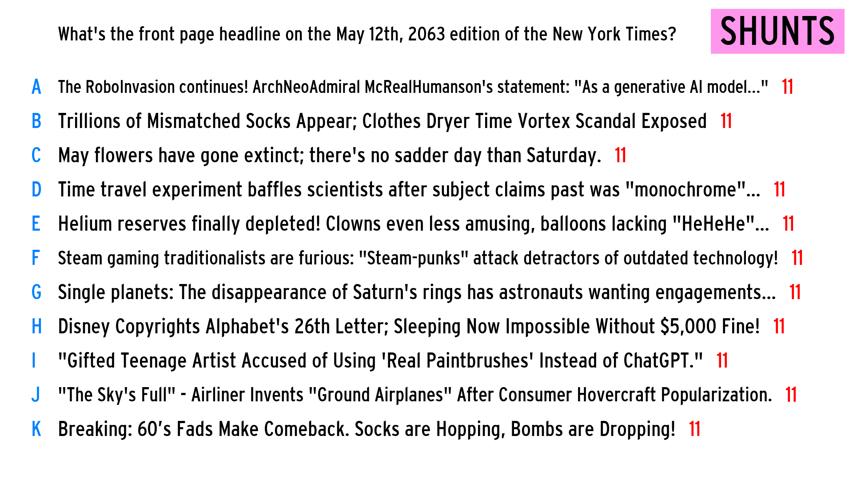 What's the front page headline on the May 12th, 2063 edition of the New York Times?
SHUNTS
A The RoboInvasion continues! ArchNeoAdmiral McRealHumanson's statement: "As a generative AI model..." 11
B Trillions of Mismatched Socks Appear; Clothes Dryer Time Vortex Scandal Exposed 11
C May flowers have gone extinct; there's no sadder day than Saturday. 11
D Time travel experiment baffles scientists after subject claims past was "monochrome"... 11
E Helium reserves finally depleted! Clowns even less amusing, balloons lacking "HeHeHe"... 11
F Steam gaming traditionalists are furious: "Steam-punks" attack detractors of outdated technology! 11
G Single planets: The disappearance of Saturn's rings has astronauts wanting engagements... 11
H Disney Copyrights Alphabet's 26th Letter; Sleeping Now Impossible Without $5,000 Fine! 11
I "Gifted Teenage Artist Accused of Using 'Real Paintbrushes' Instead of ChatGPT." 11
J "The Sky's Full" - Airliner Invents "Ground Airplanes" After Consumer Hovercraft Popularization. 11
K Breaking: 60’s Fads Make Comeback. Socks are Hopping, Bombs are Dropping! 11